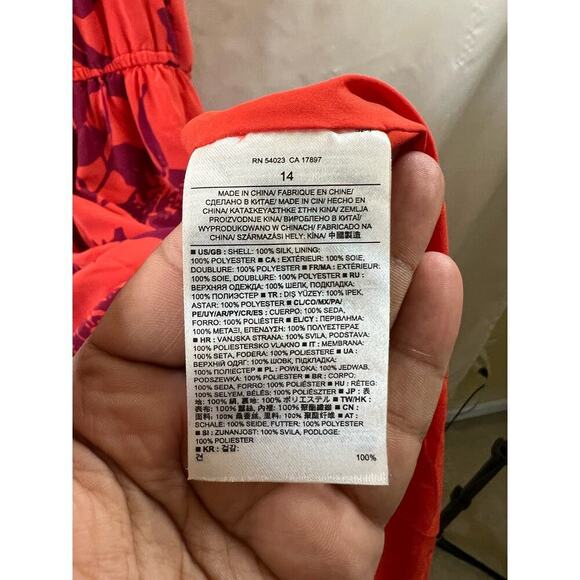 RN 54023 CA 17897
14
MADE IN CHINA/ FABRIQUE EN CHINE/
СДЕЛАНО В КИТАЕ/ MADE IN CIN/ HECHO EN
CHINA/ ΚΑΤΑΣΚΕΥΑΣΤΗΚΕ ΣΤΗΝ ΚΙΝΑ/ ZEMLJA
PROIZVODNJE KINA/ ВИРОБЛЕНО В КИТАЇ/
WYPRODUKOWANO W CHINACH/ FABRICADO NA
CHINA/ SZÁRMAZÁSI HELY: KÍNA/ 中國製造
■ US/GB : SHELL: 100% SILK, LINING:
100% POLYESTER ■ CA : EXTÉRIEUR: 100% SOIE,
DOUBLURE: 100% POLYESTER ■ FR/MA : EXTÉRIEUR:
100% SOIE, DOUBLURE: 100% POLYESTER ■ RU :
ВЕРХНЯЯ ОДЕЖДА: 100% ШЕЛК, ПОДКЛАДКА:
100% ПОЛИЭСТЕР ■ TR : DIŞ YÜZEY: 100% IPEK,
ASTAR: 100% POLYESTER ■ CL/CO/MX/PA/
PE/UY/AR/PY/CR/ES : CUERPO: 100% SEDA,
FORRO: 100% POLIÉSTER ■ EL/CY : ΠΕΡΙΒΛΗΜΑ:
100% ΜΕΤΑΞΙ, ΕΠΕΝΔΥΣΗ: 100% ΠΟΛΥΕΣΤΕΡΑΣ
■ HR : VANJSKA STRANA: 100% SVILA, PODSTAVA:
100% POLIESTERSKO VLAKNO ■ IT : MEMBRANA:
100% SETA, FODERA: 100% POLIESTERE ■ UA :
ВЕРХНІЙ ОДЯГ: 100% ШОВК, ПІДКЛАДКА:
100% ПОЛІЕСТЕР ■ PL : POWŁOKA: 100% JEDWAB,
PODSZEWKA: 100% POLIESTER ■ BR : CORPO:
100% SEDA, FORRO: 100% POLIÉSTER ■ HU : RÉTEG:
100% SELYEM, BÉLÉS: 100% POLIÉSZTER ■ JP : 表
地: 100% 絹, 裏地: 100% ポリエステル ■ TW/HK :
表布: 100% 蠶絲, 內裡: 100% 聚酯纖維 ■ CN :
面料: 100% 桑蚕丝, 里料: 100% 聚酯纤维 ■ AT :
SCHALE: 100% SEIDE, FUTTER: 100% POLYESTER
■ SI : ZUNANJOST: 100% SVILA, PODLOGE:
100% POLIESTER
■ KR : 겉감:
견 100%